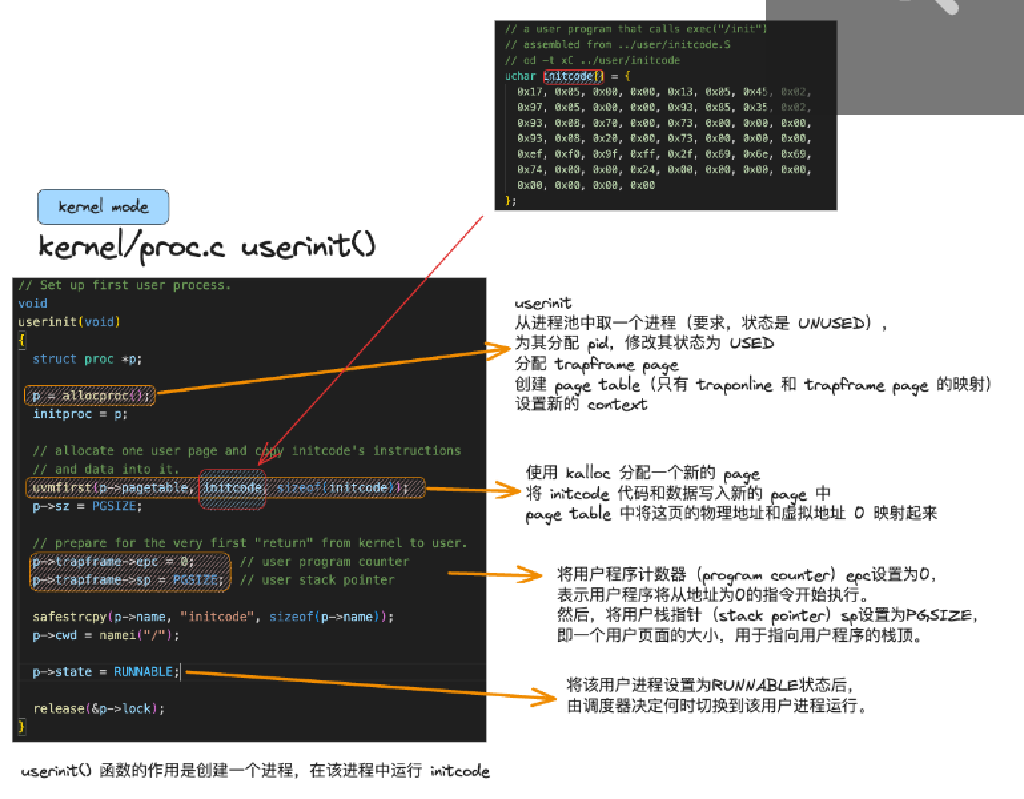 // a user program that calls exec("/init")
// assembled from ../user/initcode.S
// od -t xC ../user/initcode
uchar initcode[] = {
0x17, 0x05, 0x00, 0x00, 0x13, 0x05, 0x45, 0x02,
0x97, 0x05, 0x00, 0x00, 0x93, 0x85, 0x35, 0x02,
0x93, 0x08, 0x70, 0x00, 0x73, 0x00, 0x00, 0x00,
0x93, 0x08, 0x20, 0x00, 0x73, 0x00, 0x00, 0x00,
0xef, 0xf0, 0x9f, 0xff, 0x2f, 0x69, 0x6e, 0x69,
0x74, 0x00, 0x00, 0x24, 0x00, 0x00, 0x00, 0x00,
0x00, 0x00, 0x00, 0x00
};
kernel mode
kernel/proc.c userinit()
// Set up first user process.
void
userinit(void)
{
struct proc *p;
p = allocproc();
initproc = p;
// allocate one user page and copy initcode's instructions
// and data into it.
uvmfirst(p->pagetable, initcode, sizeof(initcode));
p->sz = PGSIZE;
// prepare for the very first "return" from kernel to user.
p->trapframe->epc = 0; // user program counter
p->trapframe->sp = PGSIZE; // user stack pointer
safestrcpy(p->name, "initcode", sizeof(p->name));
p->cwd = namei("/");
p->state = RUNNABLE;
release(&p->lock);
}
userinit
从进程池中取一个进程（要求，状态是 UNUSED），
为其分配 pid，修改其状态为 USED
分配 trapframe page
创建 page table（只有 traponline 和 trapframe page 的映射）
设置新的 context
使用 kalloc 分配一个新的 page
将 initcode 代码和数据写入新的 page 中
page table 中将这页的物理地址和虚拟地址 0 映射起来
将用户程序计数器（program counter）epc设置为0，
表示用户程序将从地址为0的指令开始执行。
然后，将用户栈指针（stack pointer）sp设置为PGSIZE，
即一个用户页面的大小，用于指向用户程序的栈顶。
将该用户进程设置为RUNNABLE状态后，
由调度器决定何时切换到该用户进程运行。
userinit() 函数的作用是创建一个进程，在该进程中运行 initcode